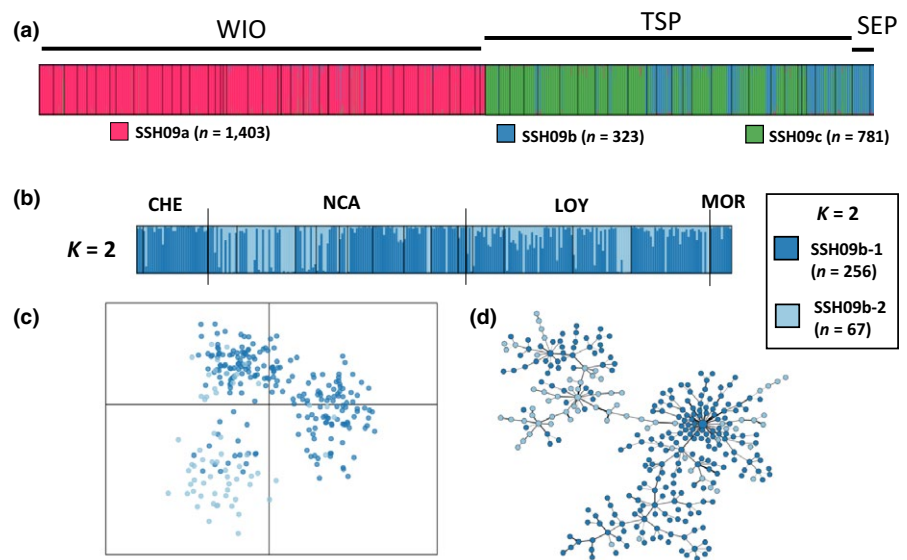 (a)
WIO
TSP
SEP
SSH09a (n = 1,403)
SSH09b (n = 323)
SSH09c (n = 781)
(b)
CHE
NCA
LOY
MOR
K = 2
K = 2
SSH09b-1
(n = 256)
SSH09b-2
(n = 67)
(c)
(d)